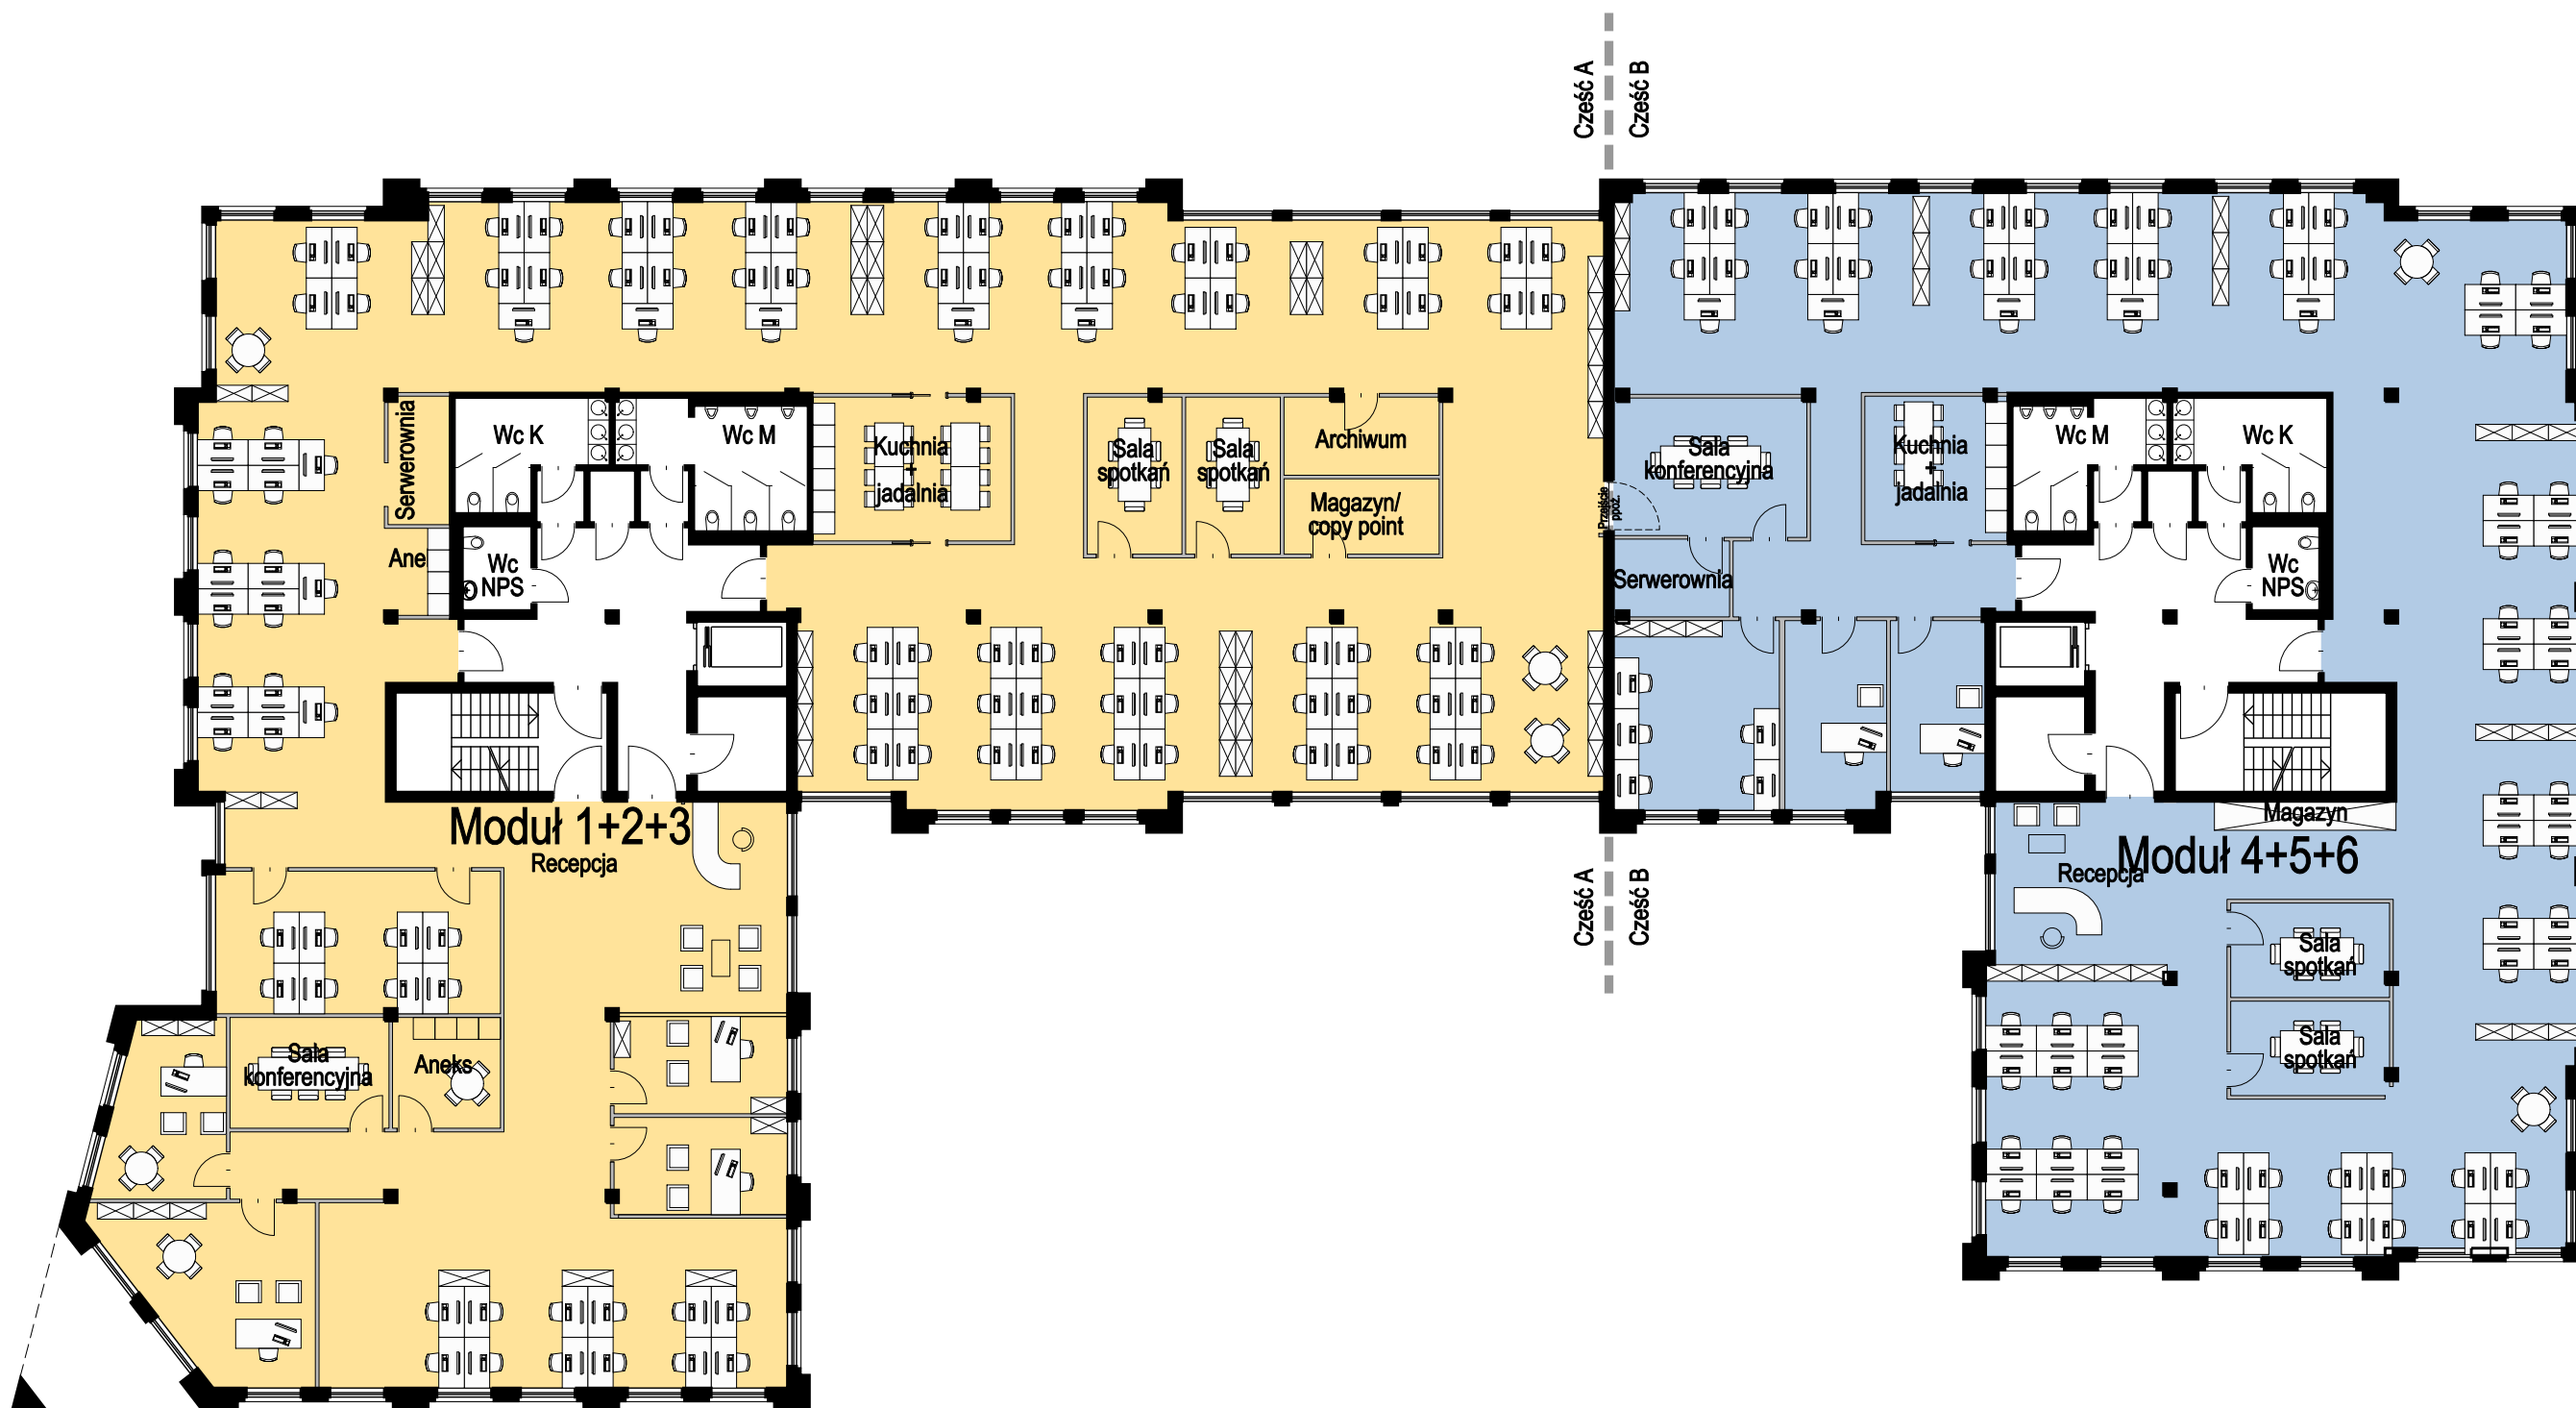 Cześć A
Cześć B
Serwerownia
Wc K
Wc M
Kuchnia
+
jadalnia
Sala
spotkań
Sala
spotkań
Archiwum
Magazyn/
copy point
Ane
Wc
NPS
Sala
konferencyjna
Kuchnia
+
jadalnia
Wc M
Wc K
Przejście
ppoż.
Serwerownia
Wc
NPS
Moduł 1+2+3
Recepcja
Cześć A
Cześć B
Magazyn
Moduł 4+5+6
Recepcja
Sala
spotkań
Sala
spotkań
Sala
konferencyjna
Aneks